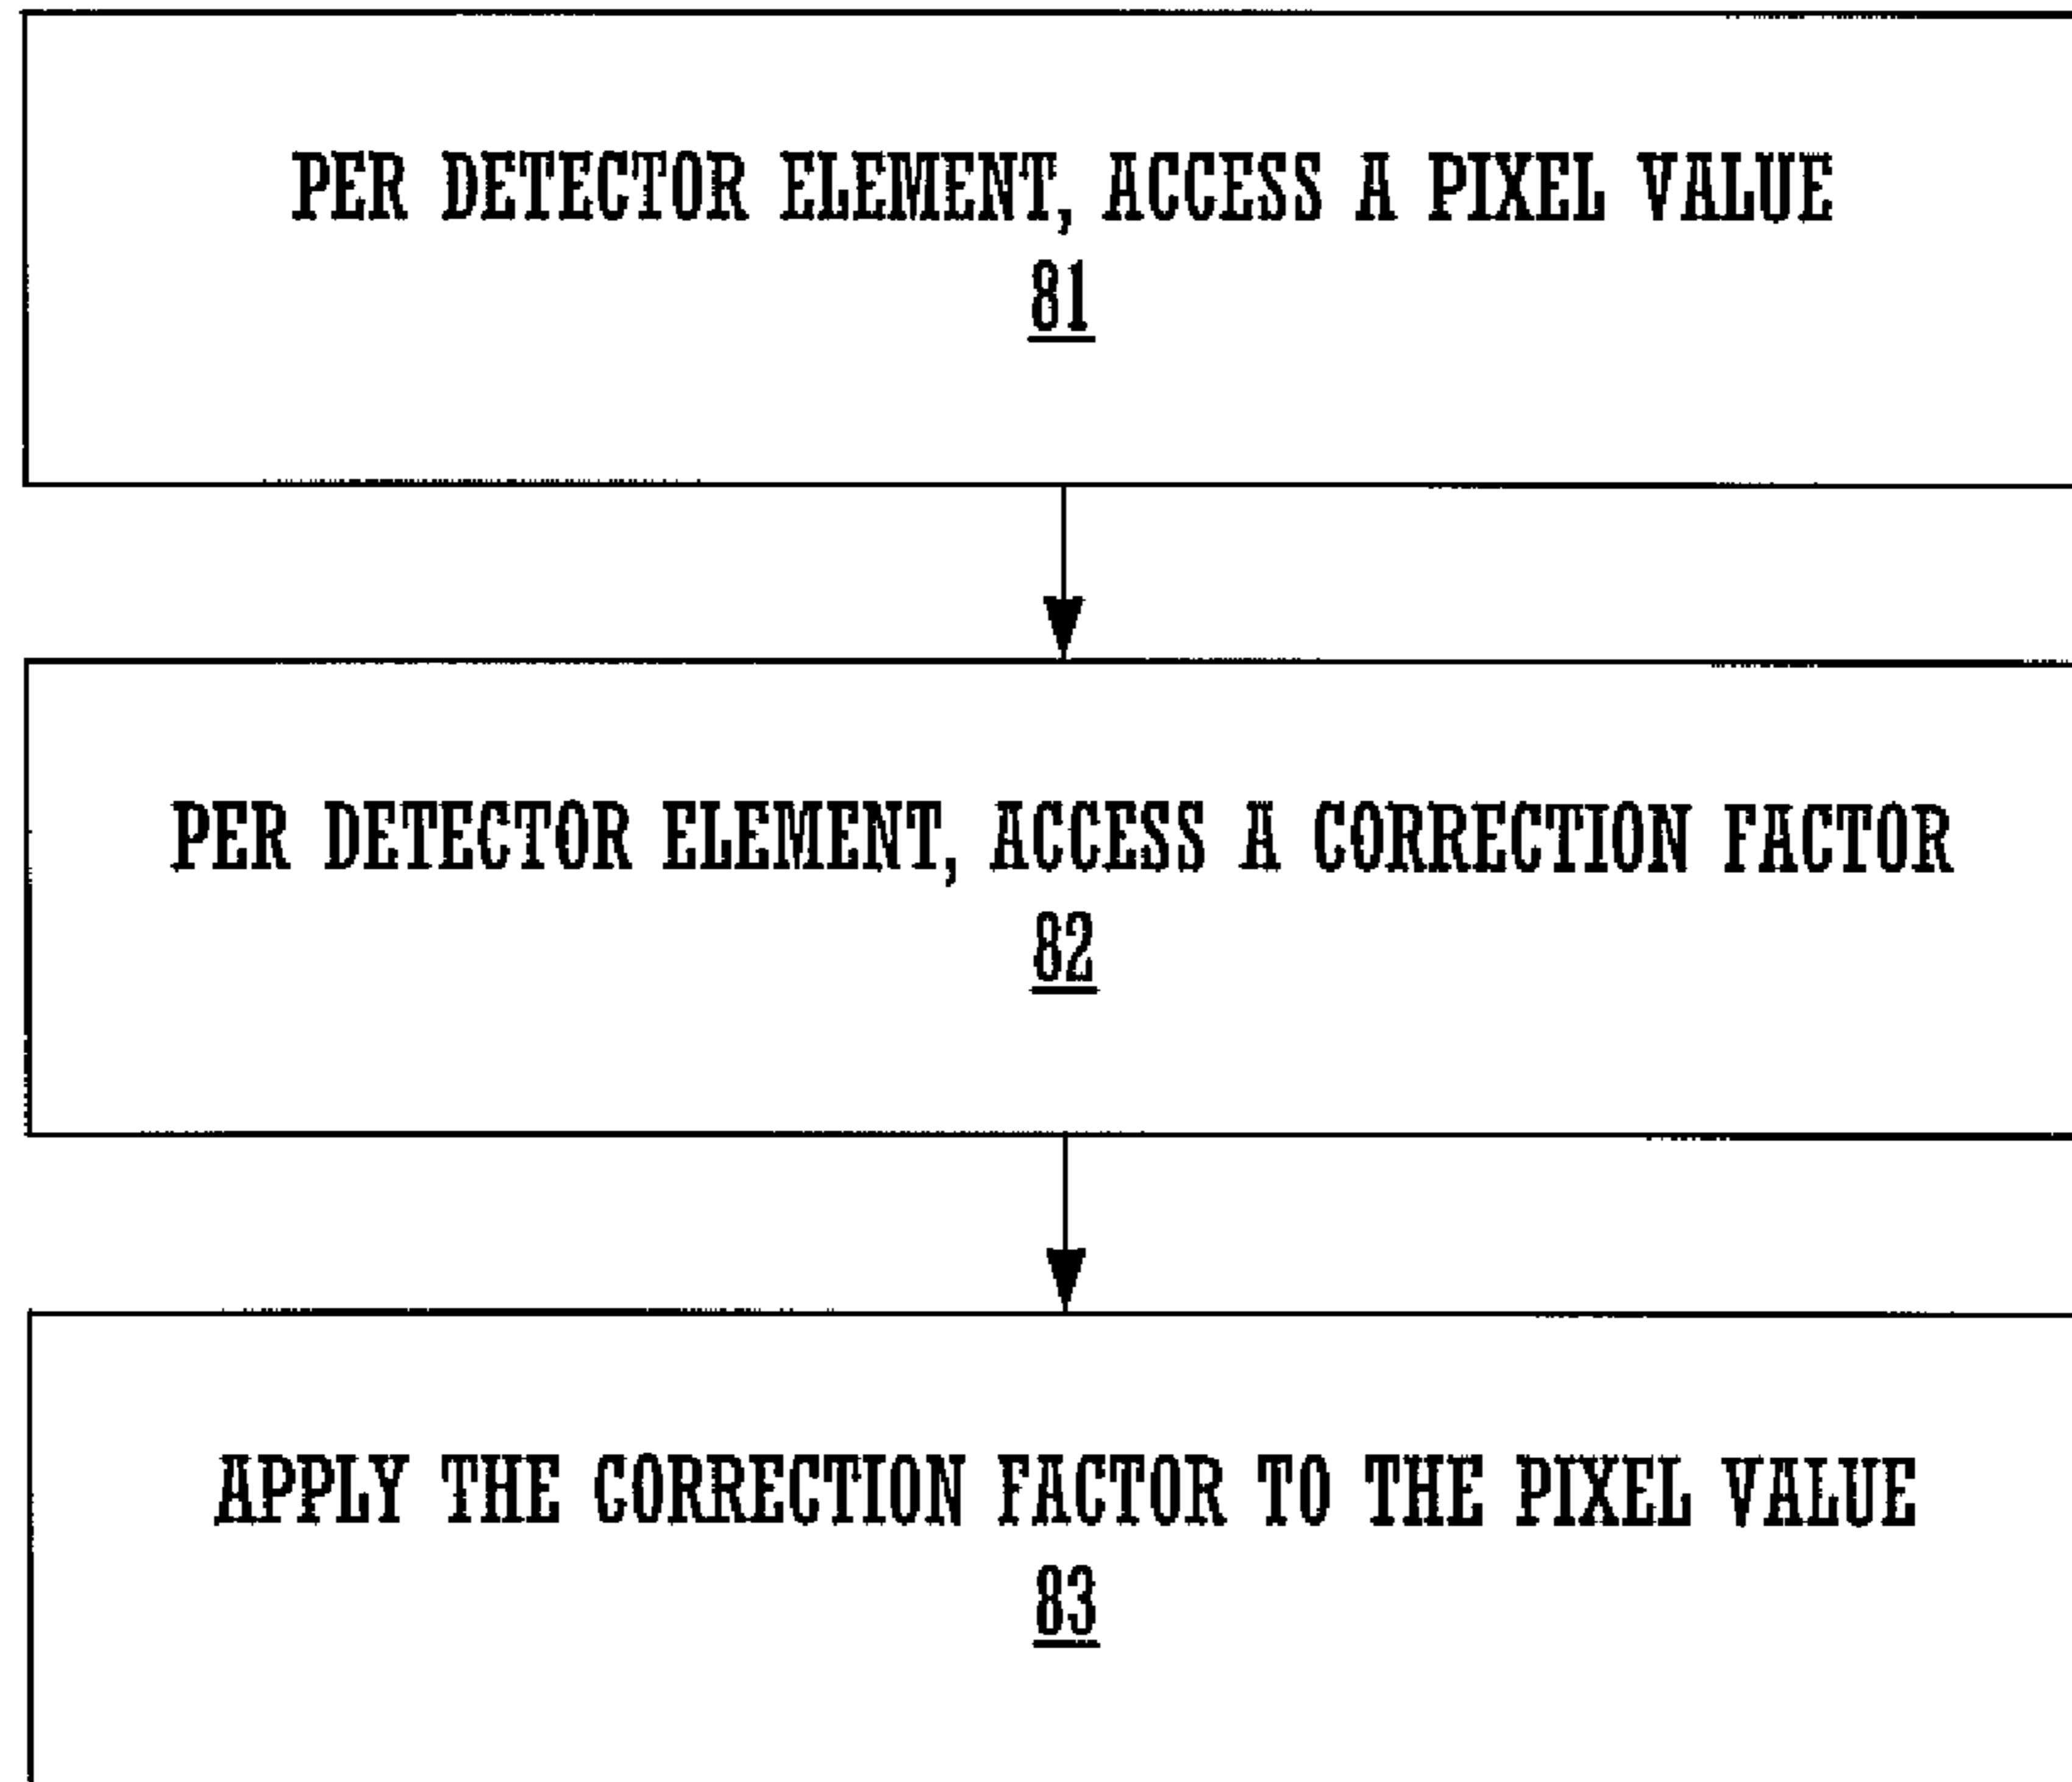 PER DETECTOR ELEMENT, ACCESS A PIXEL VALUE
81
PER DETECTOR ELEMENT, ACCESS A CORRECTION FACTOR
82
APPLY THE CORRECTION FACTOR TO THE PIXEL VALUE
83